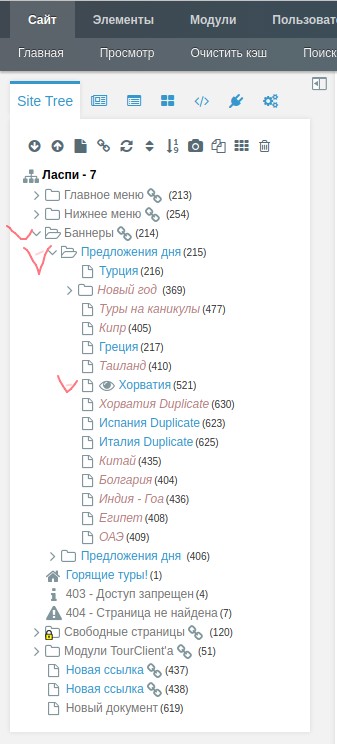 Сайт Элементы Модули Пользоват
Главная Просмотр Очистить кэш Поиск
Site Tree
Ласпи - 7
Главное меню (213)
Нижнее меню (254)
Баннеры (214)
Предложения дня (215)
Турция (216)
Новый год (369)
Туры на каникулы (477)
Кипр (405)
Греция (217)
Таиланд (410)
Хорватия (521)
Хорватия Duplicate (630)
Испания Duplicate (623)
Италия Duplicate (625)
Китай (435)
Болгария (404)
Индия - Гоа (436)
Египет (408)
ОАЭ (409)
Предложения дня (406)
Горящие туры! (1)
403 - Доступ запрещен (4)
404 - Страница не найдена (7)
Свободные страницы (120)
Модули TourClient'а (51)
Новая ссылка (437)
Новая ссылка (438)
Новый документ (619)